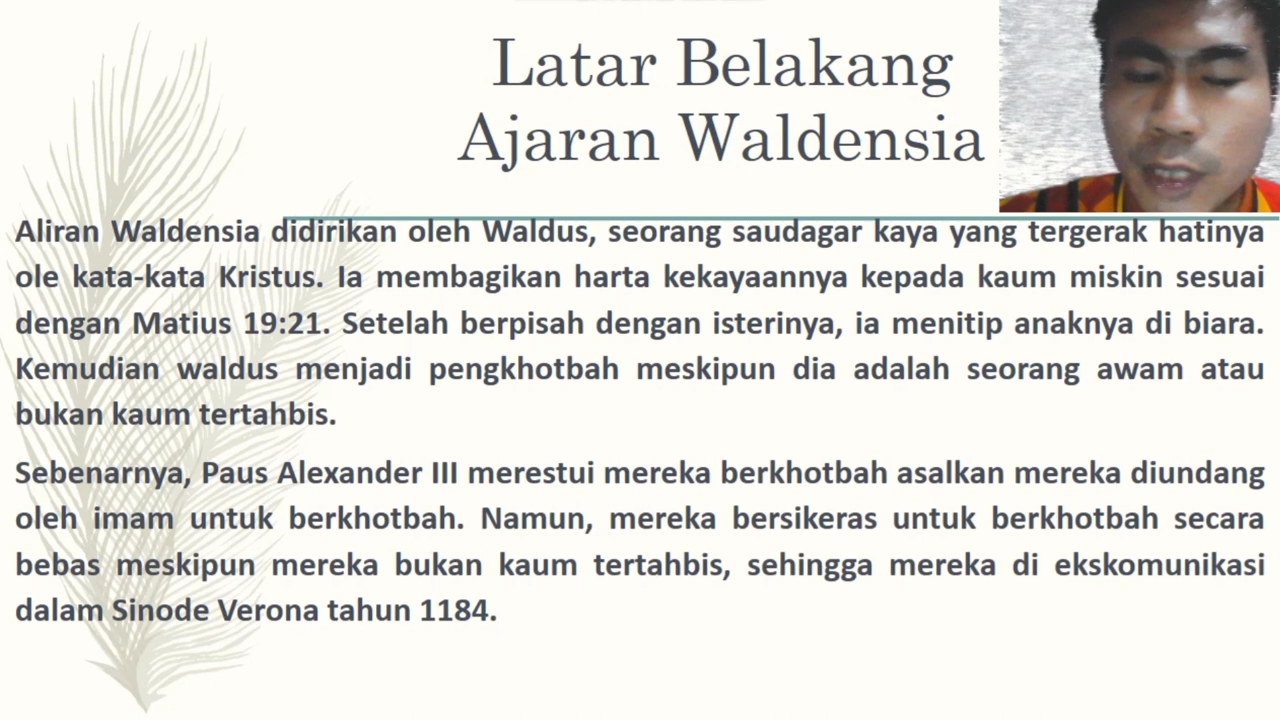 Latar Belakang
Ajaran Waldensia
Aliran Waldensia didirikan oleh Waldus, seorang saudagar kaya yang tergerak hatinya
ole kata-kata Kristus. Ia membagikan harta kekayaannya kepada kaum miskin sesuai
dengan Matius 19:21. Setelah berpisah dengan isterinya, ia menitip anaknya di biara.
Kemudian waldus menjadi pengkhotbah meskipun dia adalah seorang awam atau
bukan kaum tertahbis.
Sebenarnya, Paus Alexander III merestui mereka berkhotbah asalkan mereka diundang
oleh imam untuk berkhotbah. Namun, mereka bersikeras untuk berkhotbah secara
bebas meskipun mereka bukan kaum tertahbis, sehingga mereka di ekskomunikasi
dalam Sinode Verona tahun 1184.